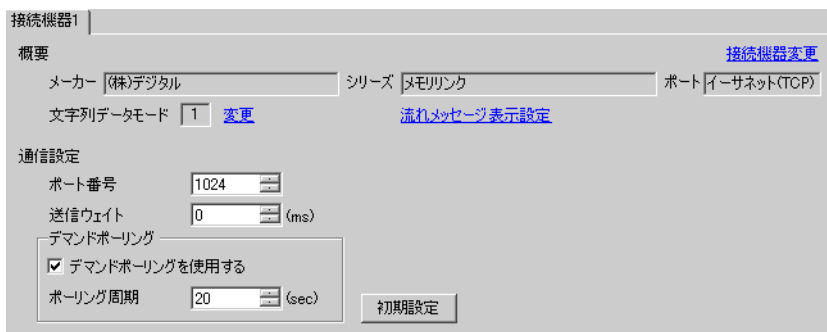 接続機器1
概要 接続機器変更
メーカー (株)デジタル シリーズ メモリリンク ポート イーサネット(TCP)
文字列データモード 1 変更 流れメッセージ表示設定
通信設定
ポート番号 1024
送信ウェイト 0 (ms)
デマンドポーリング
デマンドポーリングを使用する
ポーリング周期 20 (sec) 初期設定